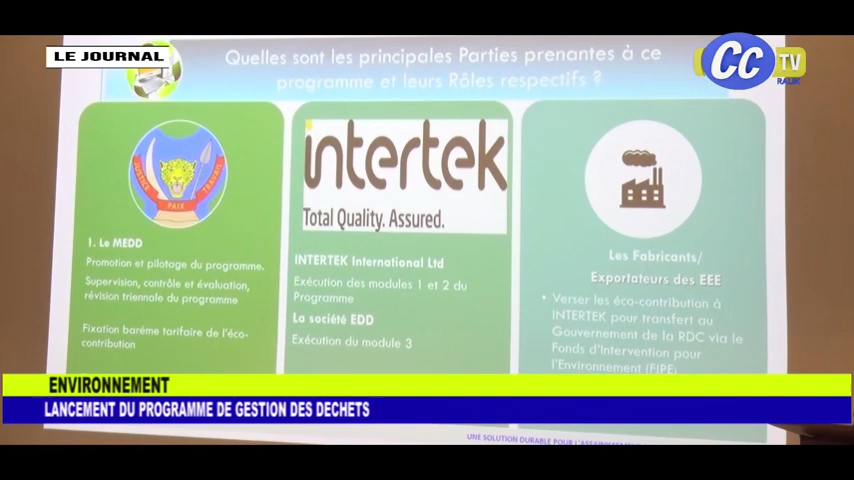 LE JOURNAL
CC TV
Quelles sont les principales Parties prenantes à ce
programme et leurs Rôles respectifs ?
JUSTICE
PAIX
TRAVAIL
1. Le MEDD
Promotion et pilotage du programme.
Supervision, contrôle et évaluation,
révision triennale du programme
Fixation barème tarifaire de l'éco-
contribution
intertek
Total Quality. Assured.
INTERTEK International Ltd
Exécution des modules 1 et 2 du
Programme
La société EDD
Exécution du module 3
Les Fabricants/
Exportateurs des EEE
• Verser les éco-contribution à
INTERTEK pour transfert au
Gouvernement de la RDC via le
Fonds d'Intervention pour
l'Environnement (FIPE)
ENVIRONNEMENT
LANCEMENT DU PROGRAMME DE GESTION DES DECHETS
UNE SOLUTION DURABLE POUR